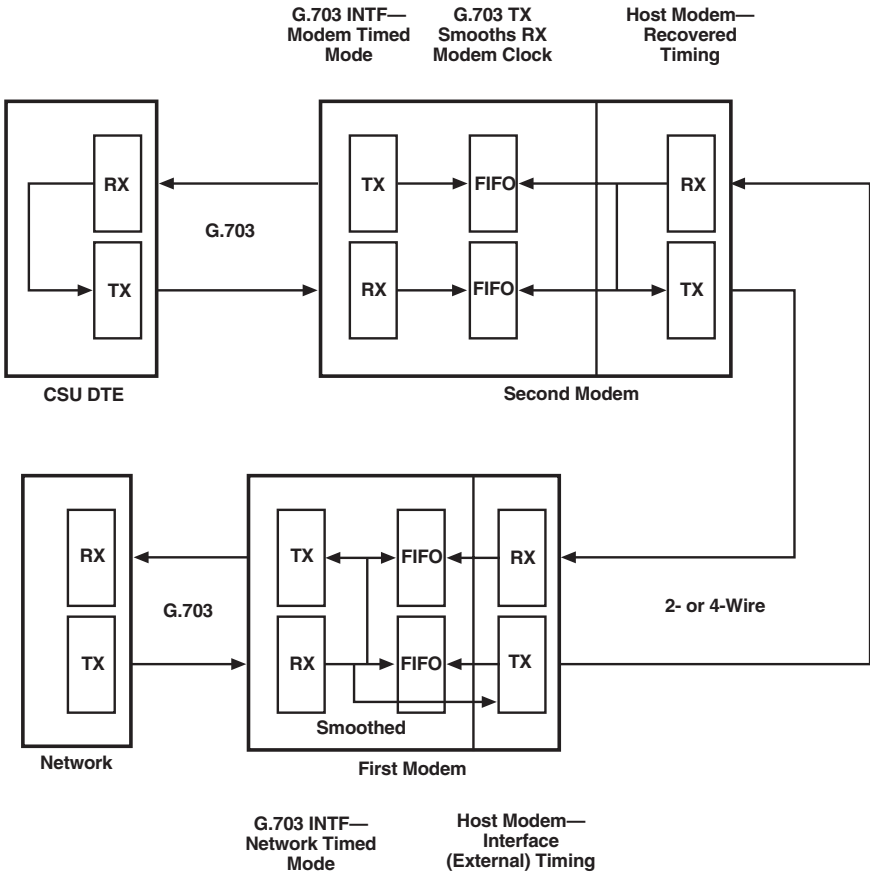 G.703 INTF—
Modem Timed
Mode
G.703 TX
Smooths RX
Modem Clock
Host Modem—
Recovered
Timing
RX
TX
G.703
CSU DTE
TX
FIFO
RX
RX
FIFO
TX
Second Modem
RX
TX
G.703
Network
TX
FIFO
RX
RX
FIFO
TX
Smoothed
First Modem
2- or 4-Wire
G.703 INTF—
Network Timed
Mode
Host Modem—
Interface
(External) Timing